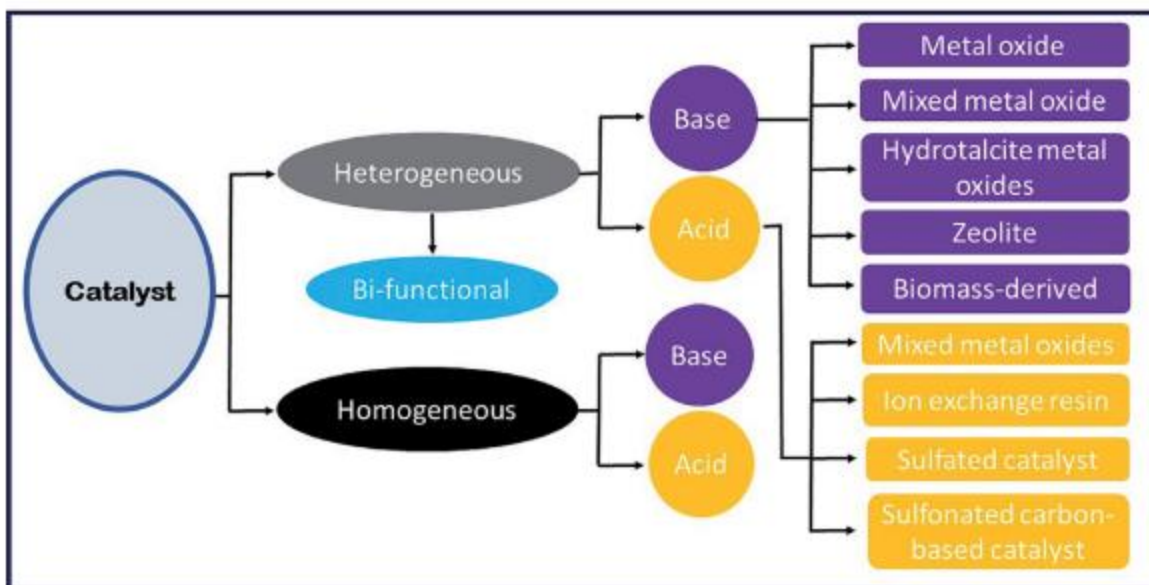 Catalyst
Heterogeneous
Bi-functional
Homogeneous
Base
Acid
Base
Acid
Metal oxide
Mixed metal oxide
Hydrotalcite metal
oxides
Zeolite
Biomass-derived
Mixed metal oxides
Ion exchange resin
Sulfated catalyst
Sulfonated carbon-
based catalyst